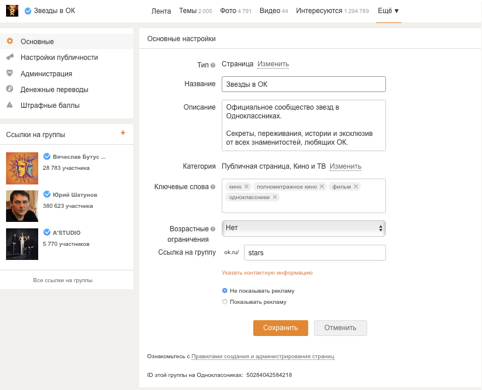 Звезды в ОК
Лента Темы 2 005 Фото 4 791 Видео 44 Интересуются 1 294 789 Ещё ▾
Основные
Настройки публичности
Администрация
Денежные переводы
Штрафные баллы
Ссылки на группы +
Вячеслав Бутус ...
28 783 участника
Юрий Шатунов
380 623 участника
A'STUDIO
5 770 участников
Все ссылки на группы
Основные настройки
Тип Страница Изменить
Название Звезды в ОК
Описание Официальное сообщество звезд в
Одноклассниках.
Секреты, переживания, истории и эксклюзив
от всех знаменитостей, любящих ОК.
Категория Публичная страница, Кино и ТВ Изменить
Ключевые слова кино × полнометражное кино × фильм ×
одноклассники ×
Возрастные
ограничения Нет
Ссылка на группу ok.ru/ stars
Указать контактную информацию
Не показывать рекламу
Показывать рекламу
Сохранить Отменить
Ознакомьтесь с Правилами создания и администрирования страниц
ID этой группы на Одноклассниках: 50284042584218